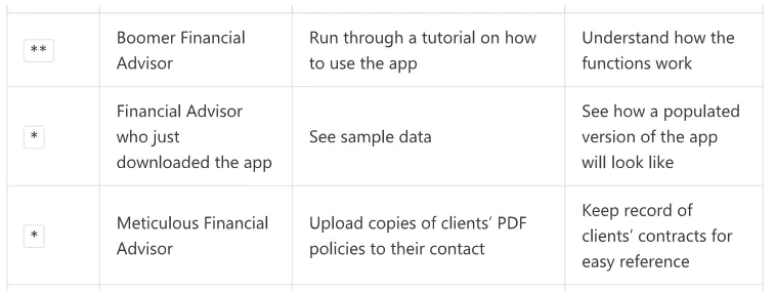 ** Boomer Financial Advisor Run through a tutorial on how to use the app Understand how the functions work
* Financial Advisor who just downloaded the app See sample data See how a populated version of the app will look like
* Meticulous Financial Advisor Upload copies of clients’ PDF policies to their contact Keep record of clients’ contracts for easy reference